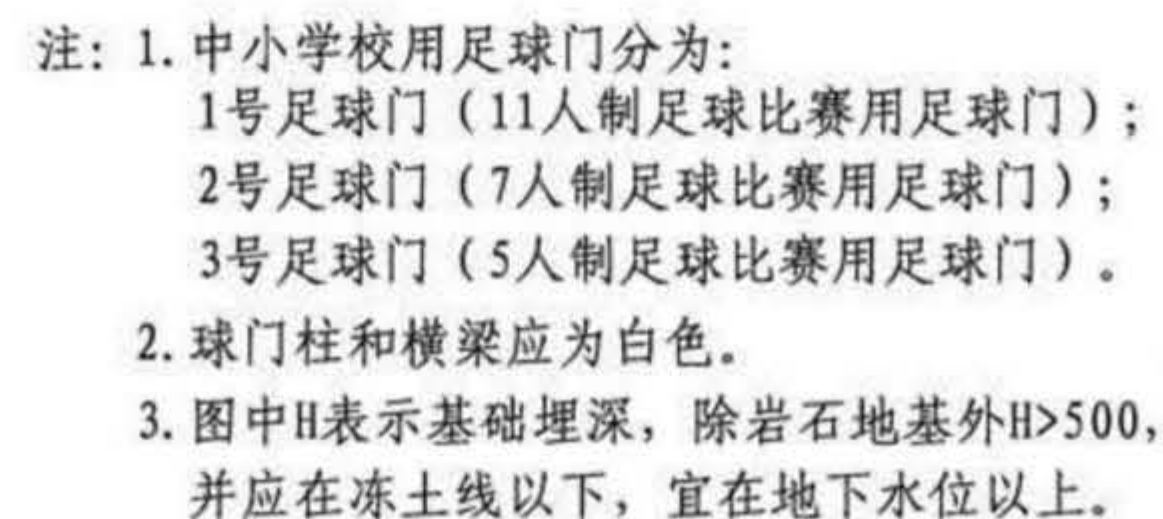 注: 1. 中小学校用足球门分为:
1号足球门（11人制足球比赛用足球门）;
2号足球门（7人制足球比赛用足球门）;
3号足球门（5人制足球比赛用足球门）。
2. 球门柱和横梁应为白色。
3. 图中H表示基础埋深，除岩石地基外H>500,
并应在冻土线以下，宜在地下水位以上。